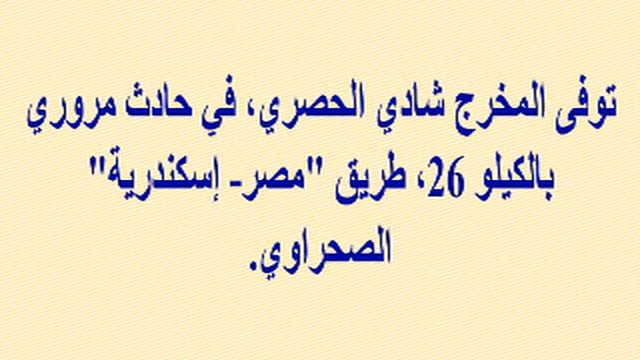 توفى المخرج شادي الحصري، في حادث مروري
بالكيلو 26، طريق "مصر- إسكندرية"
الصحراوي.